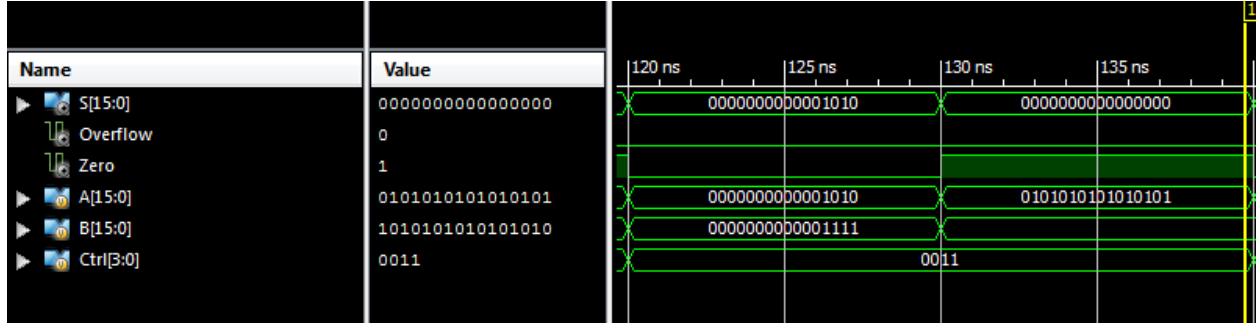 1
Name Value 120 ns 125 ns 130 ns 135 ns
S[15:0] 0000000000000000 0000000000001010 0000000000000000
Overflow 0
Zero 1
A[15:0] 0101010101010101 0000000000001010 0101010101010101
B[15:0] 1010101010101010 0000000000001111
Ctrl[3:0] 0011 0011